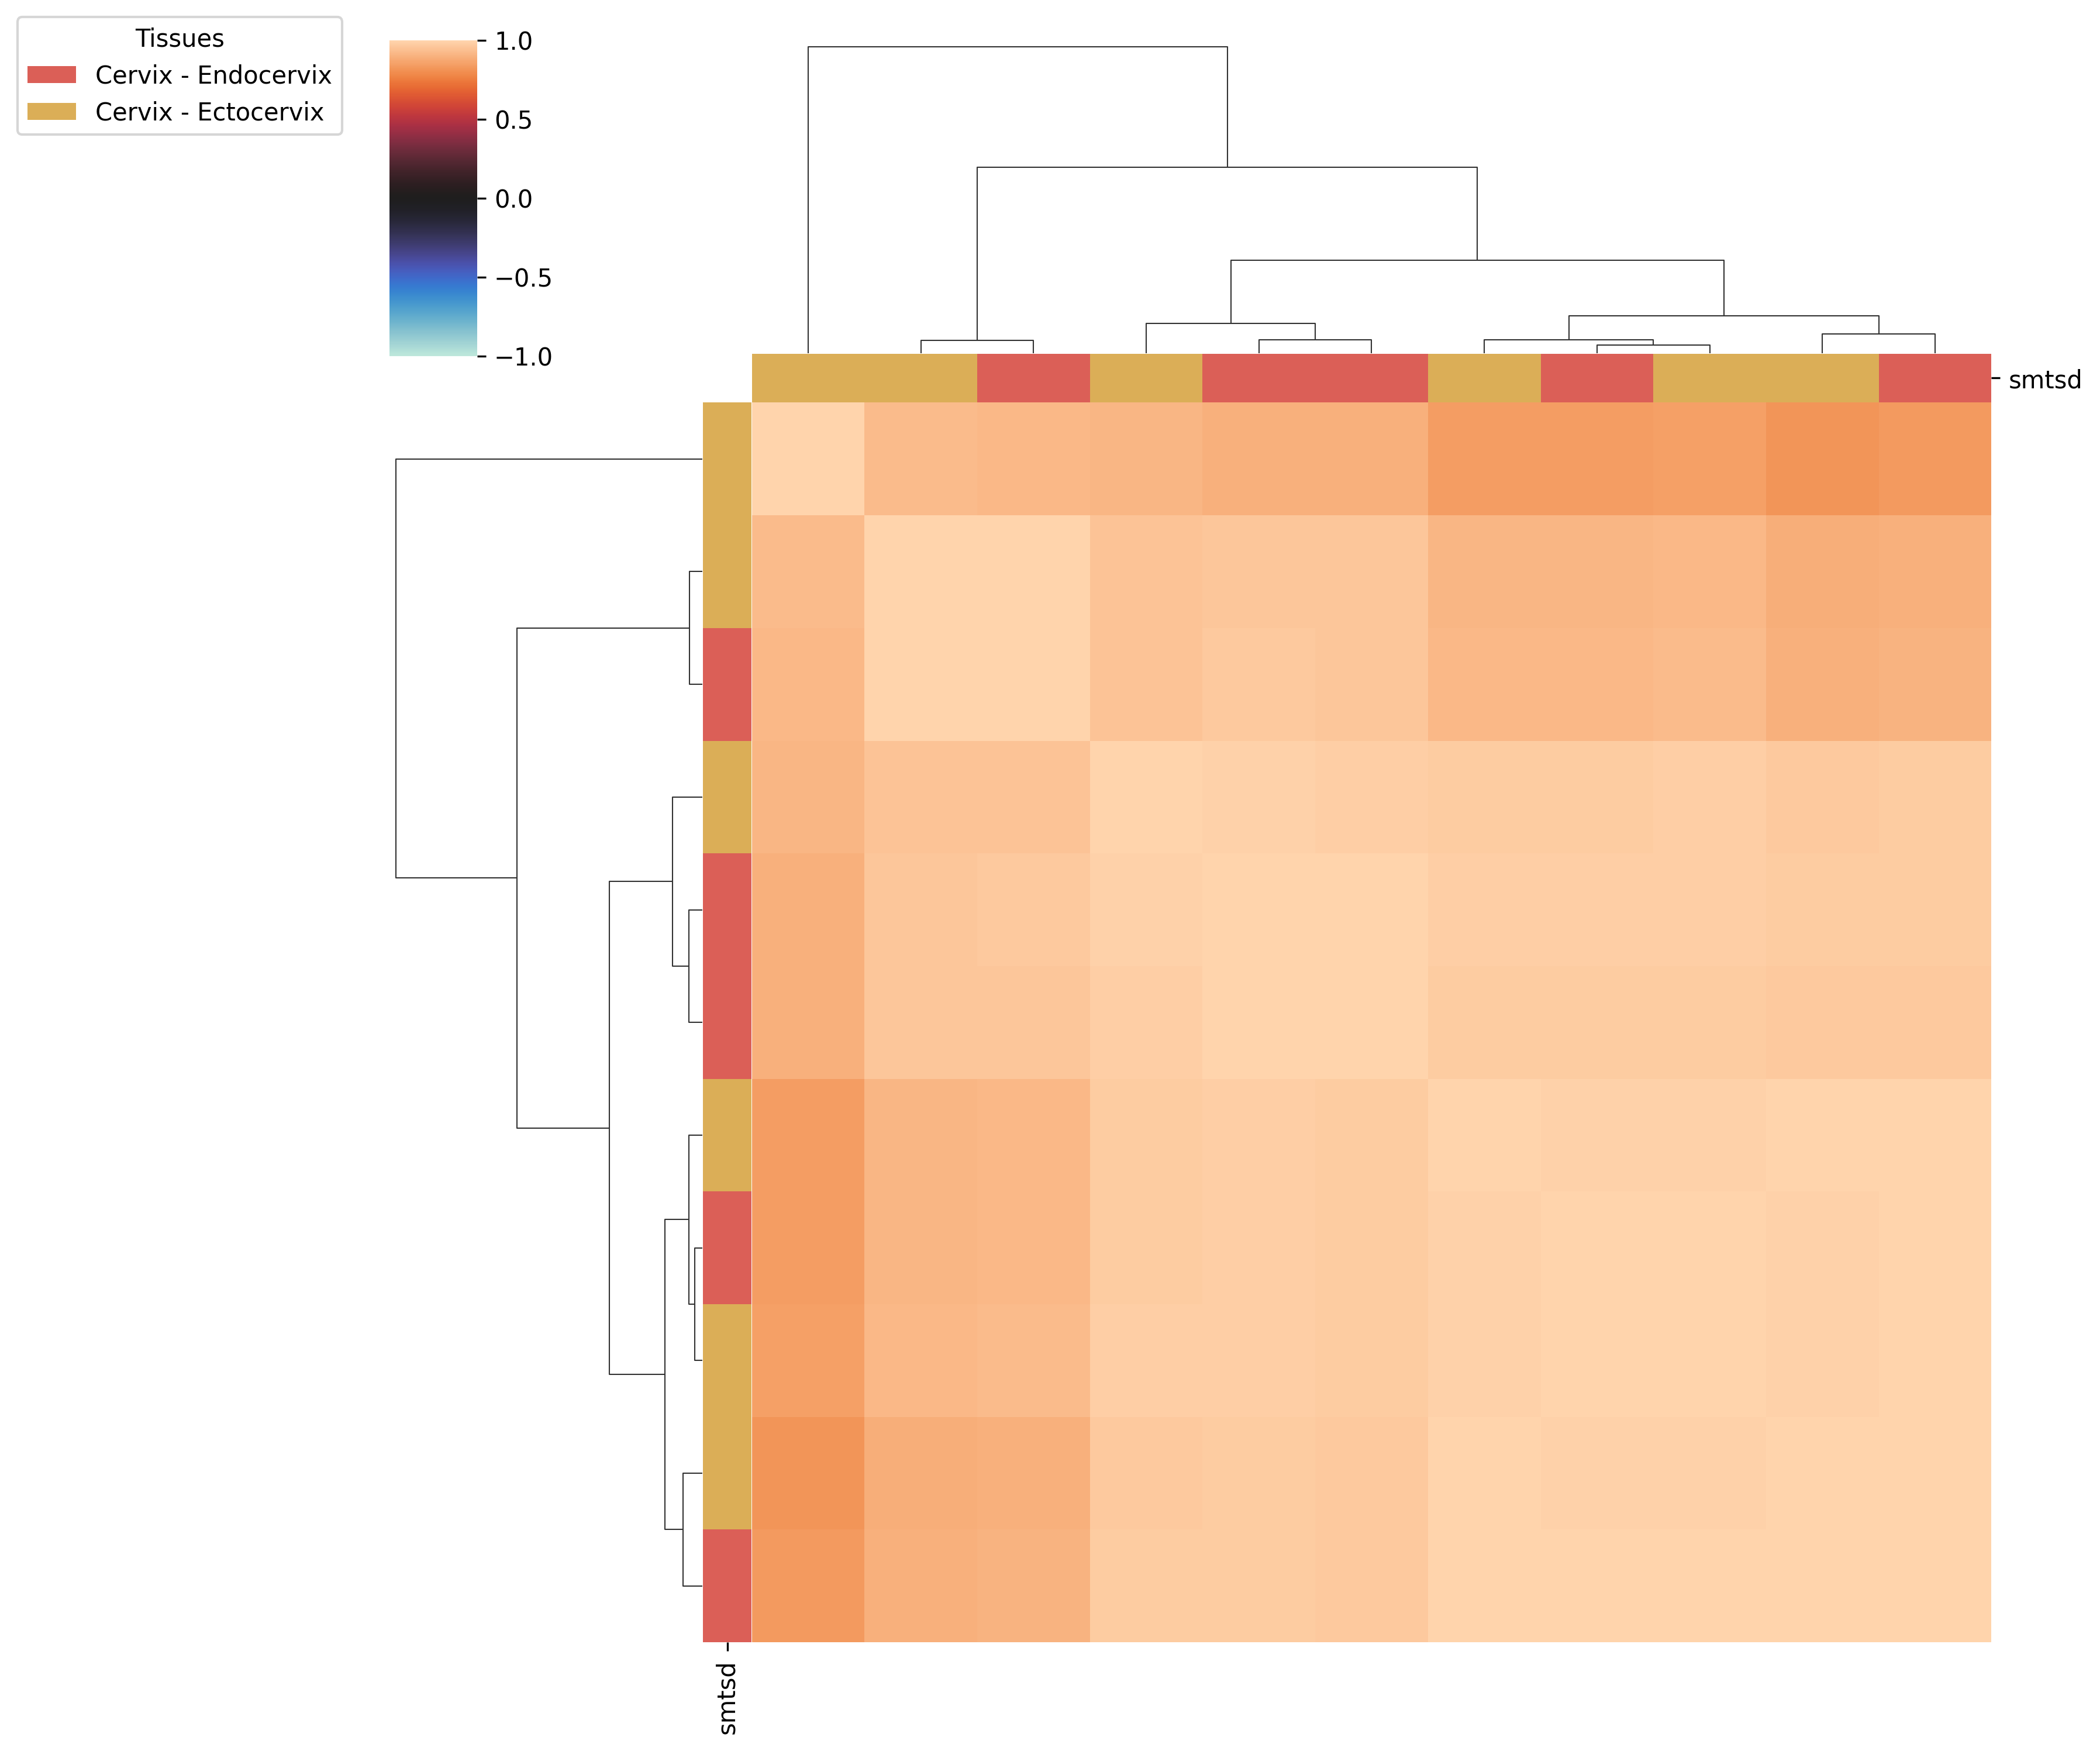 Tissues
Cervix - Endocervix
Cervix - Ectocervix
1.0
0.5
0.0
−0.5
−1.0
smtsd
smtsd